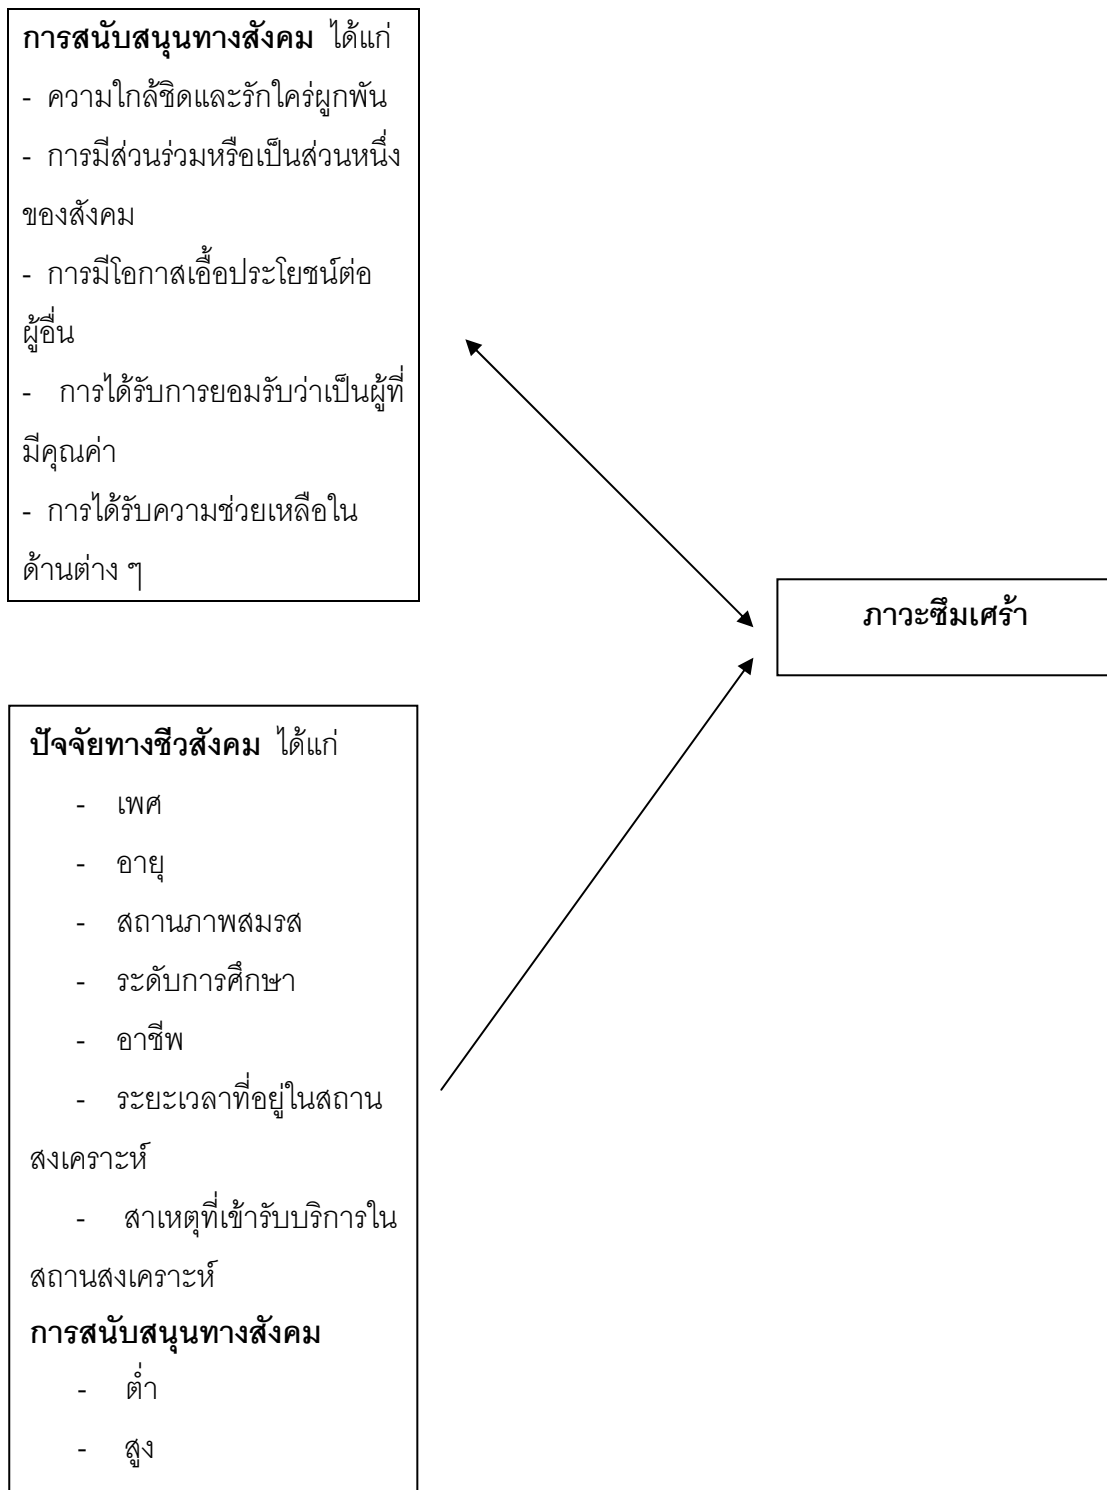 การสนับสนุนทางสังคม ได้แก่
- ความใกล้ชิดและรักใคร่ผูกพัน
- การมีส่วนร่วมหรือเป็นส่วนหนึ่ง
ของสังคม
- การมีโอกาสเอื้อประโยชน์ต่อ
ผู้อื่น
- การได้รับการยอมรับว่าเป็นผู้ที่
มีคุณค่า
- การได้รับความช่วยเหลือใน
ด้านต่าง ๆ
ภาวะซึมเศร้า
ปัจจัยทางชีวสังคม ได้แก่
- เพศ
- อายุ
- สถานภาพสมรส
- ระดับการศึกษา
- อาชีพ
- ระยะเวลาที่อยู่ในสถาน
สงเคราะห์
- สาเหตุที่เข้ารับบริการใน
สถานสงเคราะห์
การสนับสนุนทางสังคม
- ต่ำ
- สูง